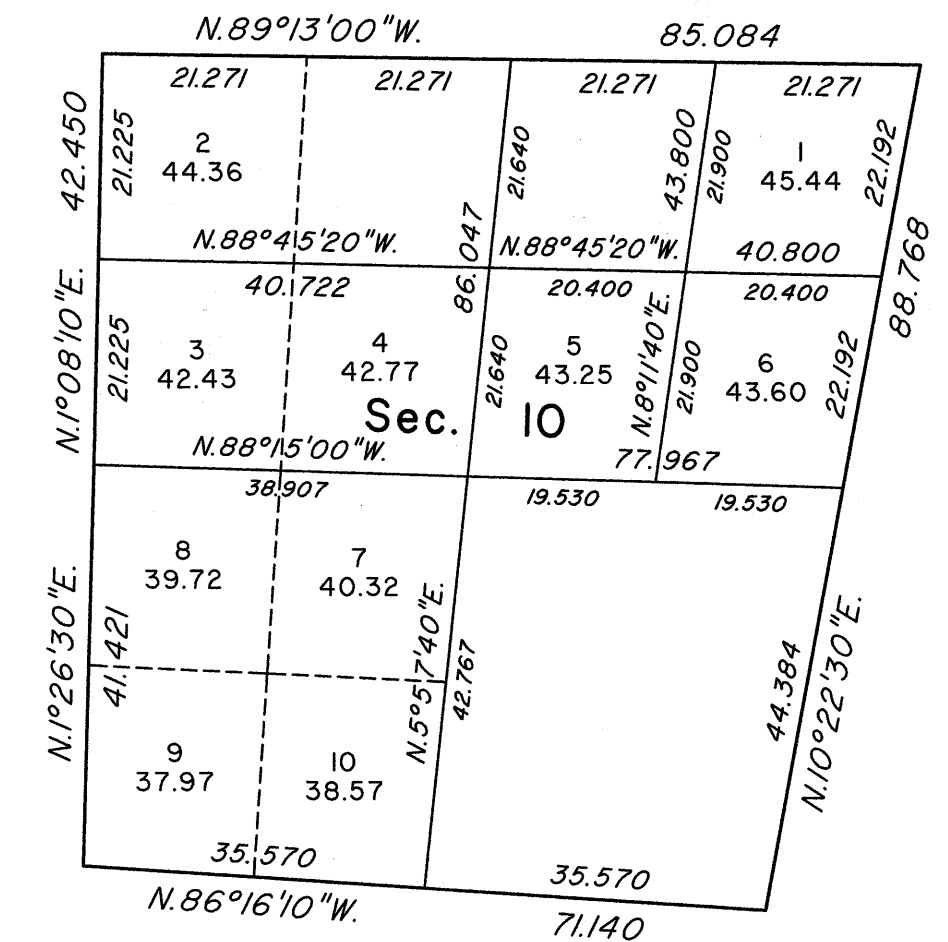 N.89°13'00"W. 85.084
21.271 21.271 21.271 21.271
42.450
21.225
2
44.36
21.640
43.800
21.900
1
45.44
22.192
N.88°45'20"W. N.88°45'20"W. 40.800
88.768
86.047
40.722 20.400 20.400
N.1°08'10"E.
21.225
3
42.43
4
42.77
21.640
5
43.25
N.8°11'40"E.
21.900
6
43.60
22.192
Sec. 10
N.88°15'00"W. 77.967
38.907 19.530 19.530
8
39.72
7
40.32
N.1°26'30"E.
41.421
N.5°57'40"E.
42.767
44.384
N.10°22'30"E.
9
37.97
10
38.57
35.570 35.570
N.86°16'10"W. 71.140